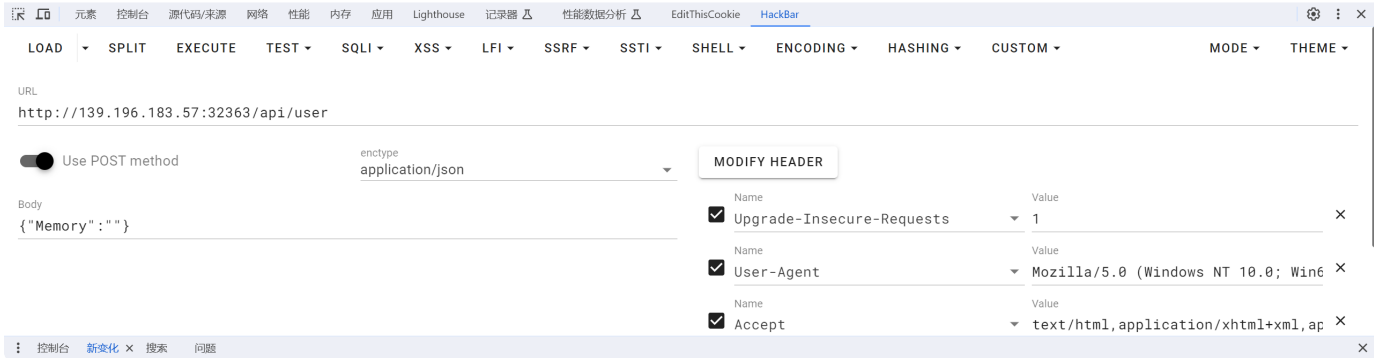 元素 控制台 源代码/来源 网络 性能 内存 应用 Lighthouse 记录器 性能数据分析 EditThisCookie HackBar
LOAD SPLIT EXECUTE TEST SQLI XSS LFI SSRF SSTI SHELL ENCODING HASHING CUSTOM MODE THEME
URL
http://139.196.183.57:32363/api/user
Use POST method
enctype
application/json
MODIFY HEADER
Body
{"Memory":""}
Name Value
Upgrade-Insecure-Requests 1
Name Value
User-Agent Mozilla/5.0 (Windows NT 10.0; Win6
Name Value
Accept text/html,application/xhtml+xml,ap
控制台 新变化 搜索 问题